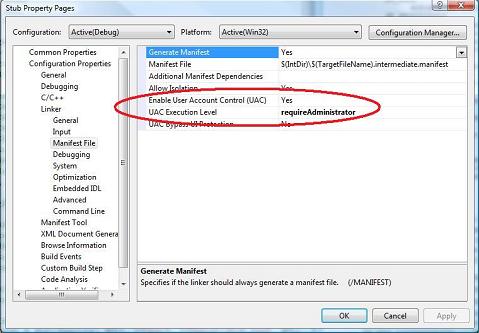 Stub Property Pages
Configuration: Active(Debug) Platform: Active(Win32) Configuration Manager...
Common Properties
Configuration Properties
General
Debugging
C/C++
Linker
General
Input
Manifest File
Debugging
System
Optimization
Embedded IDL
Advanced
Command Line
Manifest Tool
XML Document Genera
Browse Information
Build Events
Custom Build Step
Code Analysis
Generate Manifest Yes
Manifest File $(IntDir)\$(TargetFileName).intermediate.manifest
Additional Manifest Dependencies
Allow Isolation Yes
Enable User Account Control (UAC) Yes
UAC Execution Level requireAdministrator
UAC Bypass UI Protection No
Generate Manifest
Specifies if the linker should always generate a manifest file. (/MANIFEST)
OK Cancel Apply